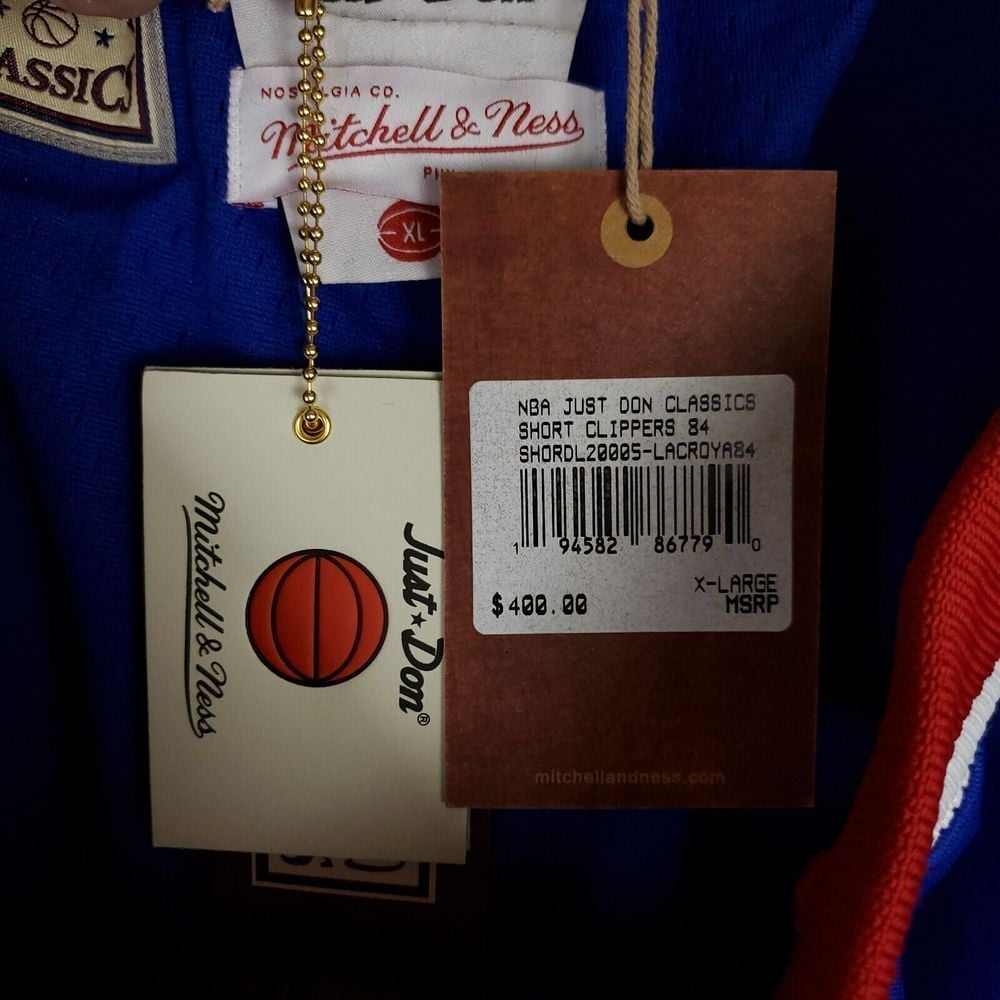 ASSIC
NOSTALGIA CO.
Mitchell & Ness
XL
NBA JUST DON CLASSICS
SHORT CLIPPERS 84
SHORDL20005-LACROYA84
1 94582 86779 0
X-LARGE
$400.00 MSRP
mitchellandness.com
Just★Don®
Mitchell & Ness